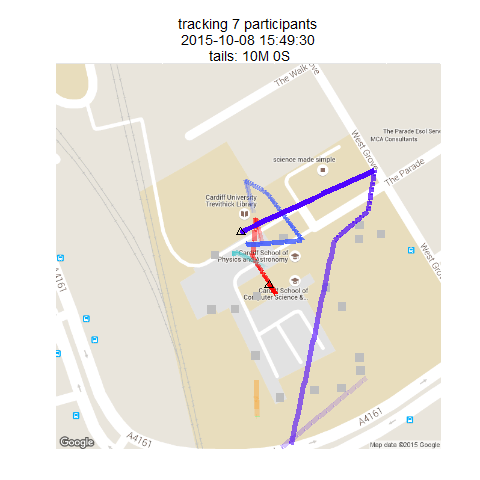 tracking 7 participants
2015-10-08 15:49:30
tails: 10M 0S
The Walk
West Grove
The Parade Esol Serv
MCA Consultants
science made simple
The Parade
Cardiff University
Trevithick Library
West Grove
Cardiff School of
Physics and Astronomy
Cardiff School of
Computer Science &...
A4161
A4161
Google
Map data ©2015 Google